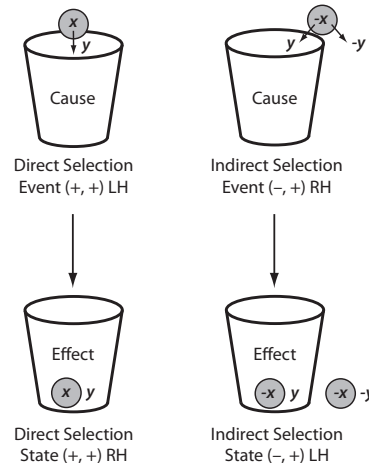 x
y
Cause
Direct Selection
Event (+, +) LH
-x
y
-y
Cause
Indirect Selection
Event (–, +) RH
Effect
x y
Direct Selection
State (+, +) RH
Effect
-x y
-x -y
Indirect Selection
State (–, +) LH